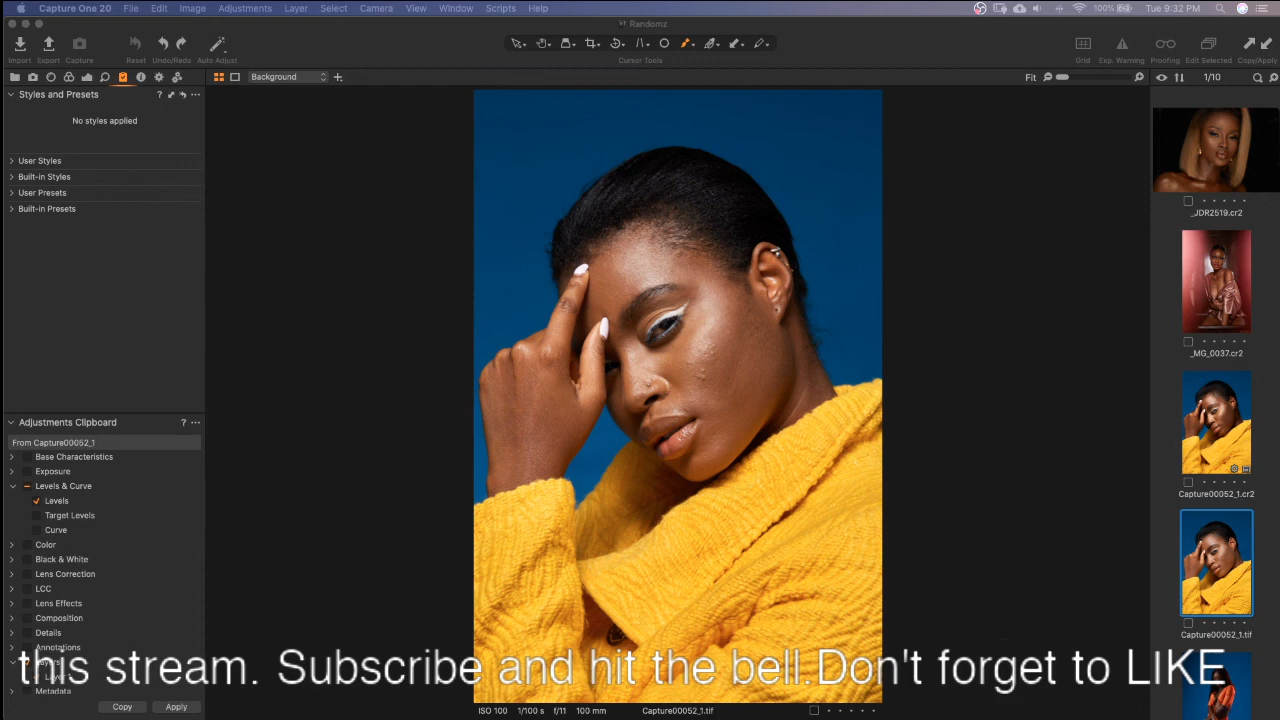 Capture One 20 File Edit Image Adjustments Layer Select Camera View Window Scripts Help 100% Tue 9:32 PM
Randomz
Import Export Capture Reset Undo/Redo Auto Adjust Cursor Tools Grid Exp. Warning Proofing Edit Selected Copy/Apply
Background Fit 1/10
Styles and Presets ?
No styles applied
User Styles
Built-in Styles
User Presets
Built-in Presets
_JDR2519.cr2
_MG_0037.cr2
Capture00052_1.cr2
Capture00052_1.tif
Adjustments Clipboard ?
From Capture00052_1
Base Characteristics
Exposure
Levels & Curve
Levels
Target Levels
Curve
Color
Black & White
Lens Correction
LCC
Lens Effects
Composition
Details
Annotations
Layers
this stream. Subscribe and hit the bell.Don't forget to LIKE
Metadata
Copy Apply
ISO 100 1/100 s f/11 100 mm Capture00052_1.tif